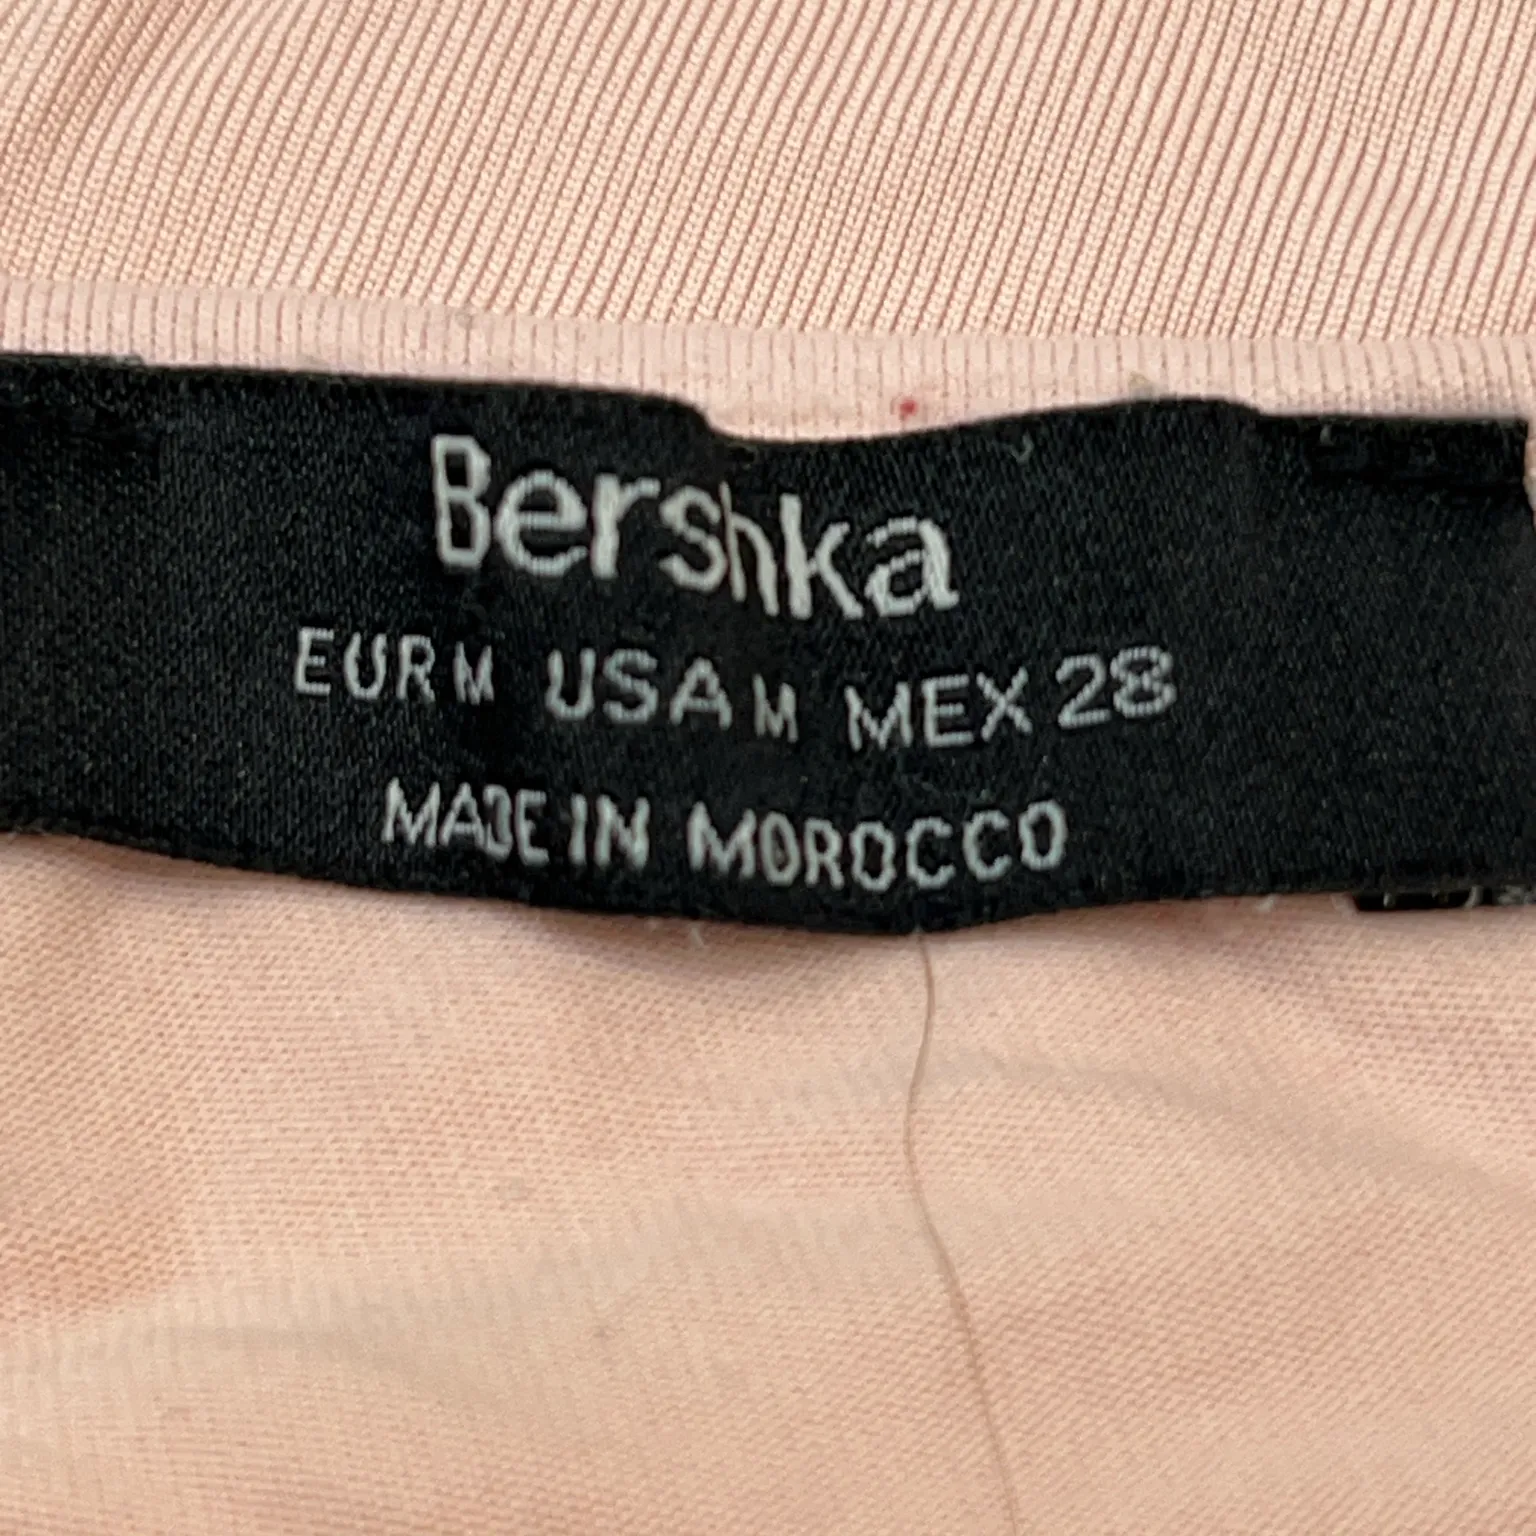 Bershka
EUR M USA M MEX 28
MADE IN MOROCCO